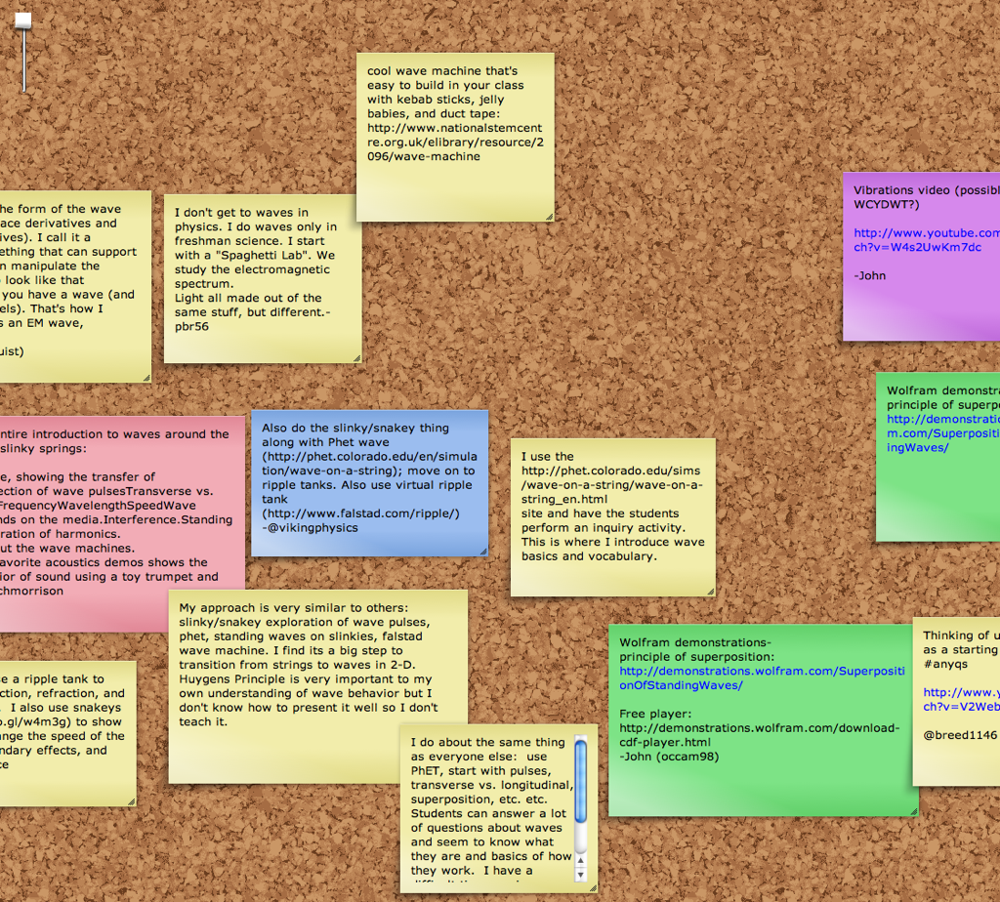 cool wave machine that's
easy to build in your class
with kebab sticks, jelly
babies, and duct tape:
http://www.nationalstemcent
re.org.uk/elibrary/resource/2
096/wave-machine
he form of the wave
ace derivatives and
ives). I call it a
ething that can support
n manipulate the
look like that
you have a wave (and
els). That's how I
s an EM wave,
uist)
I don't get to waves in
physics. I do waves only in
freshman science. I start
with a "Spaghetti Lab". We
study the electromagnetic
spectrum.
Light all made out of the
same stuff, but different.-
pbr56
Vibrations video (possibl
WCYDWT?)
http://www.youtube.com
ch?v=W4s2UwKm7dc
-John
Wolfram demonstra
principle of superpo
http://demonstratio
m.com/Superpositi
ingWaves/
ntire introduction to waves around the
slinky springs:
e, showing the transfer of
ection of wave pulsesTransverse vs.
FrequencyWavelengthSpeedWave
nds on the media.Interference.Standing
ration of harmonics.
ut the wave machines.
avorite acoustics demos shows the
ior of sound using a toy trumpet and
chmorrison
Also do the slinky/snakey thing
along with Phet wave
(http://phet.colorado.edu/en/simula
tion/wave-on-a-string); move on to
ripple tanks. Also use virtual ripple
tank
(http://www.falstad.com/ripple/)
-@vikingphysics
I use the
http://phet.colorado.edu/sims
/wave-on-a-string/wave-on-a-
string_en.html
site and have the students
perform an inquiry activity.
This is where I introduce wave
basics and vocabulary.
My approach is very similar to others:
slinky/snakey exploration of wave pulses,
phet, standing waves on slinkies, falstad
wave machine. I find its a big step to
transition from strings to waves in 2-D.
Huygens Principle is very important to my
own understanding of wave behavior but I
don't know how to present it well so I don't
teach it.
e a ripple tank to
ction, refraction, and
. I also use snakeys
o.gl/w4m3g) to show
ange the speed of the
ndary effects, and
ce
I do about the same thing
as everyone else: use
PhET, start with pulses,
transverse vs. longitudinal,
superposition, etc. etc.
Students can answer a lot
of questions about waves
and seem to know what
they are and basics of how
they work. I have a
Wolfram demonstrations-
principle of superposition:
http://demonstrations.wolfram.com/Superpositi
onOfStandingWaves/
Free player:
http://demonstrations.wolfram.com/download-
cdf-player.html
-John (occam98)
Thinking of u
as a starting
#anyqs
http://www.y
ch?v=V2Web
@breed1146